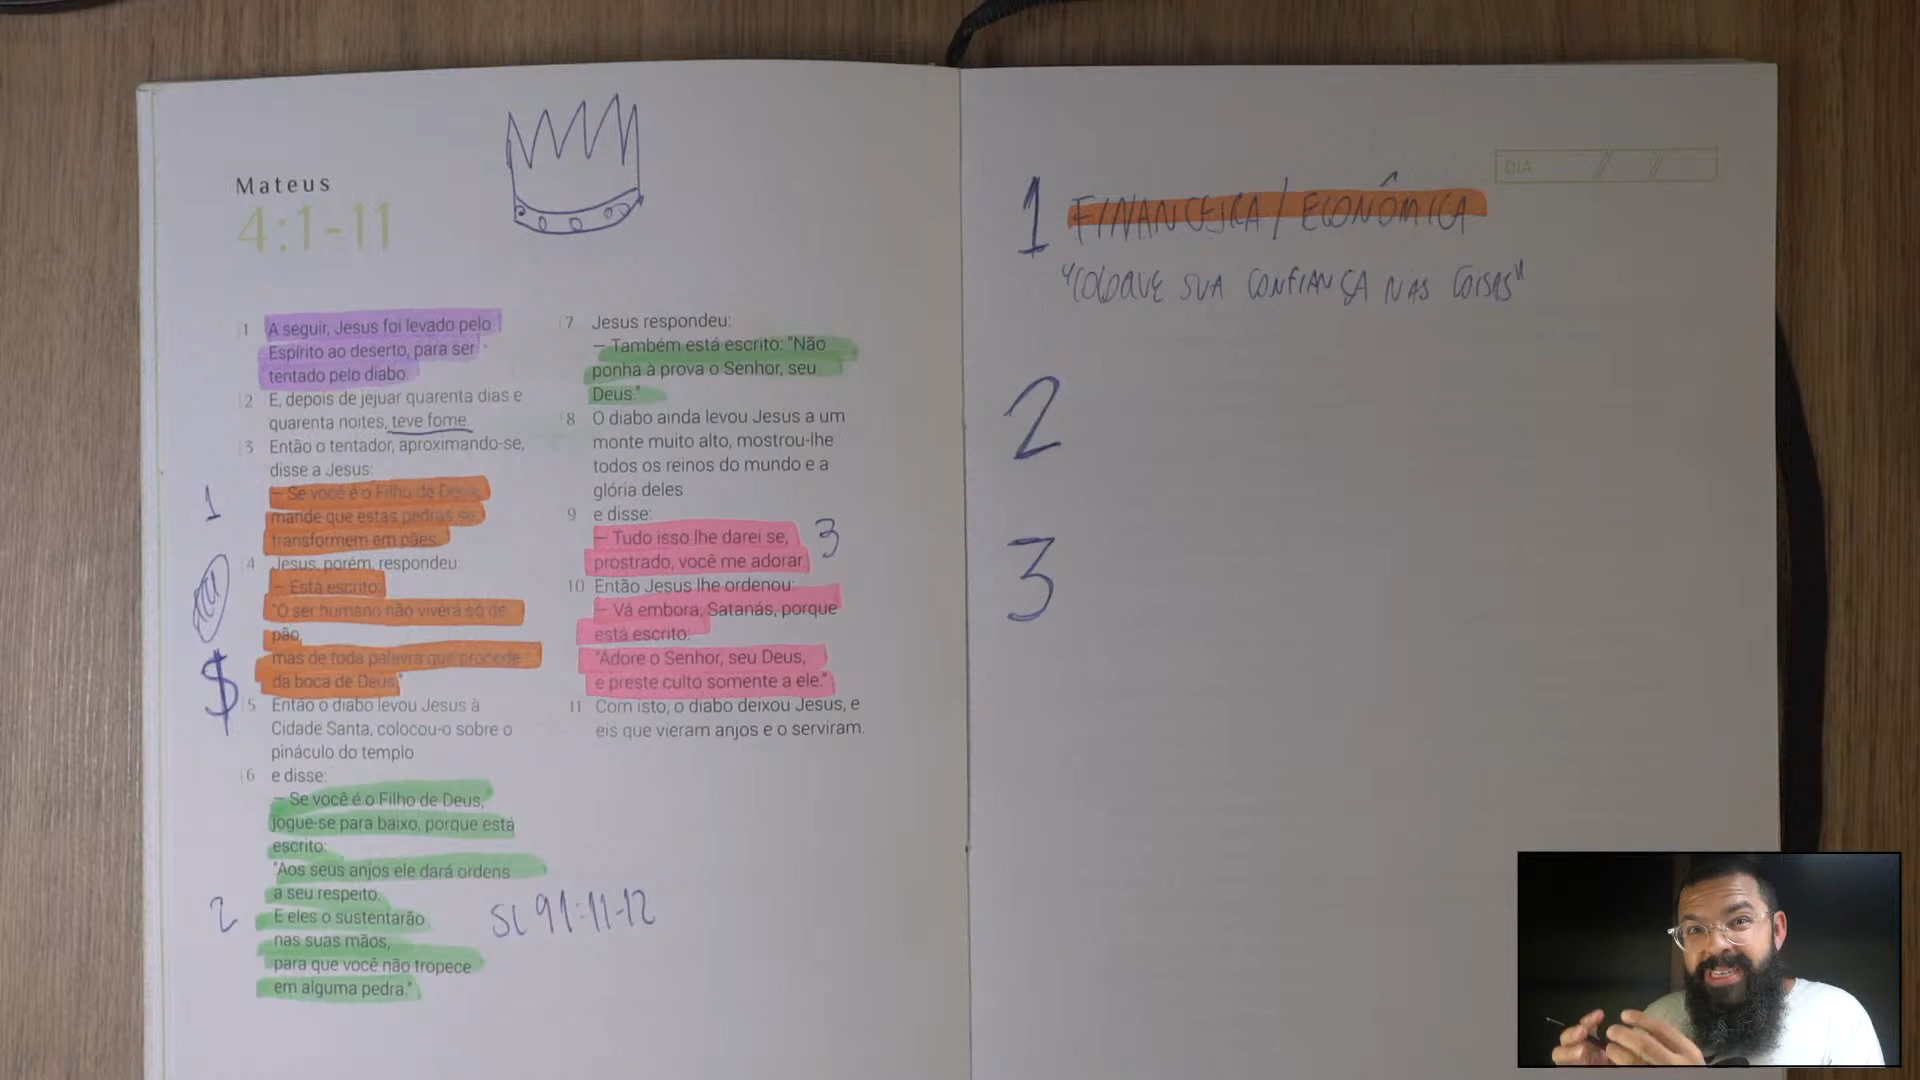 Mateus
4:1-11
1 A seguir, Jesus foi levado pelo
Espírito ao deserto, para ser
tentado pelo diabo.
2 E, depois de jejuar quarenta dias e
quarenta noites, teve fome.
3 Então o tentador, aproximando-se,
disse a Jesus:
1
— Se você é o Filho de Deus,
mande que estas pedras se
transformem em pães.
4 Jesus, porém, respondeu:
— Está escrito:
"O ser humano não viverá só de
pão,
mas de toda palavra que procede
da boca de Deus."
$
5 Então o diabo levou Jesus à
Cidade Santa, colocou-o sobre o
pináculo do templo
6 e disse:
— Se você é o Filho de Deus,
jogue-se para baixo, porque está
escrito:
"Aos seus anjos ele dará ordens
a seu respeito.
2
E eles o sustentarão
nas suas mãos,
para que você não tropece
em alguma pedra."
SL 91:11-12
7 Jesus respondeu:
— Também está escrito: "Não
ponha à prova o Senhor, seu
Deus."
8 O diabo ainda levou Jesus a um
monte muito alto, mostrou-lhe
todos os reinos do mundo e a
glória deles
9 e disse:
— Tudo isso lhe darei se,
prostrado, você me adorar
3
10 Então Jesus lhe ordenou:
— Vá embora, Satanás, porque
está escrito:
"Adore o Senhor, seu Deus,
e preste culto somente a ele."
11 Com isto, o diabo deixou Jesus, e
eis que vieram anjos e o serviram.
DIA / /
1 FINANCEIRA / ECONÔMICA
"COLOQUE SUA CONFIANÇA NAS COISAS"
2
3